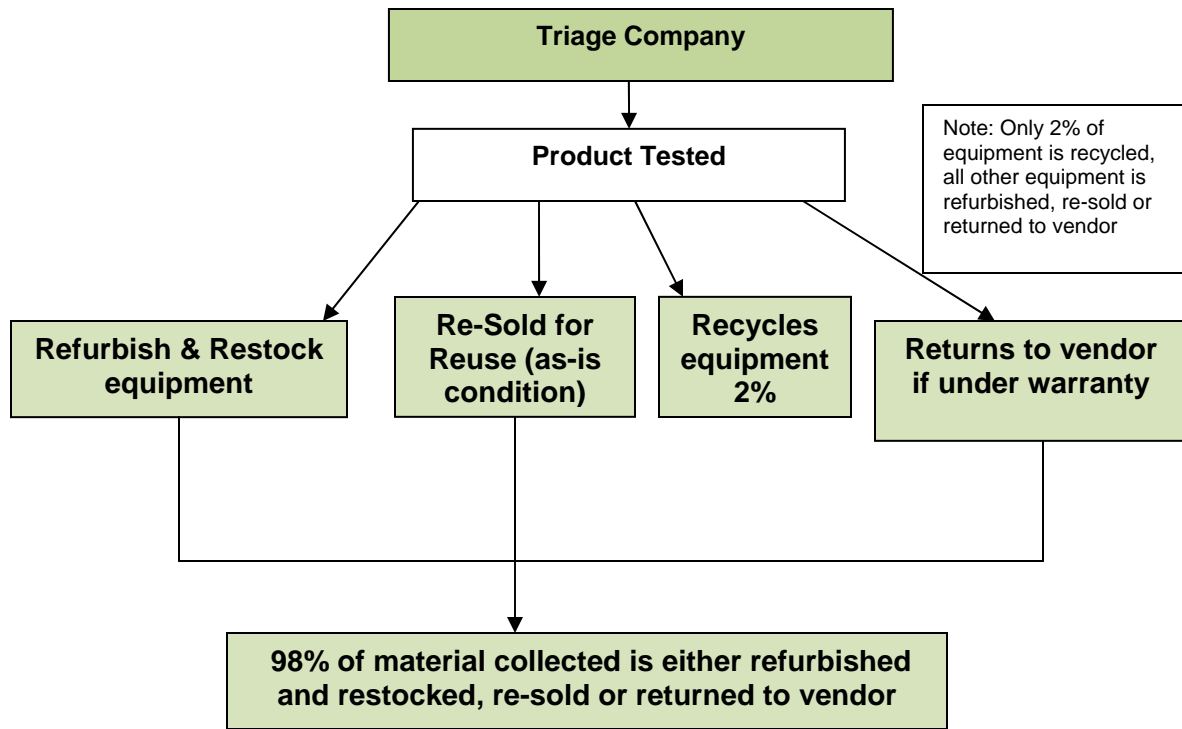 Triage Company
Product Tested
Note: Only 2% of
equipment is recycled,
all other equipment is
refurbished, re-sold or
returned to vendor
Refurbish & Restock
equipment
Re-Sold for
Reuse (as-is
condition)
Recycles
equipment
2%
Returns to vendor
if under warranty
98% of material collected is either refurbished
and restocked, re-sold or returned to vendor